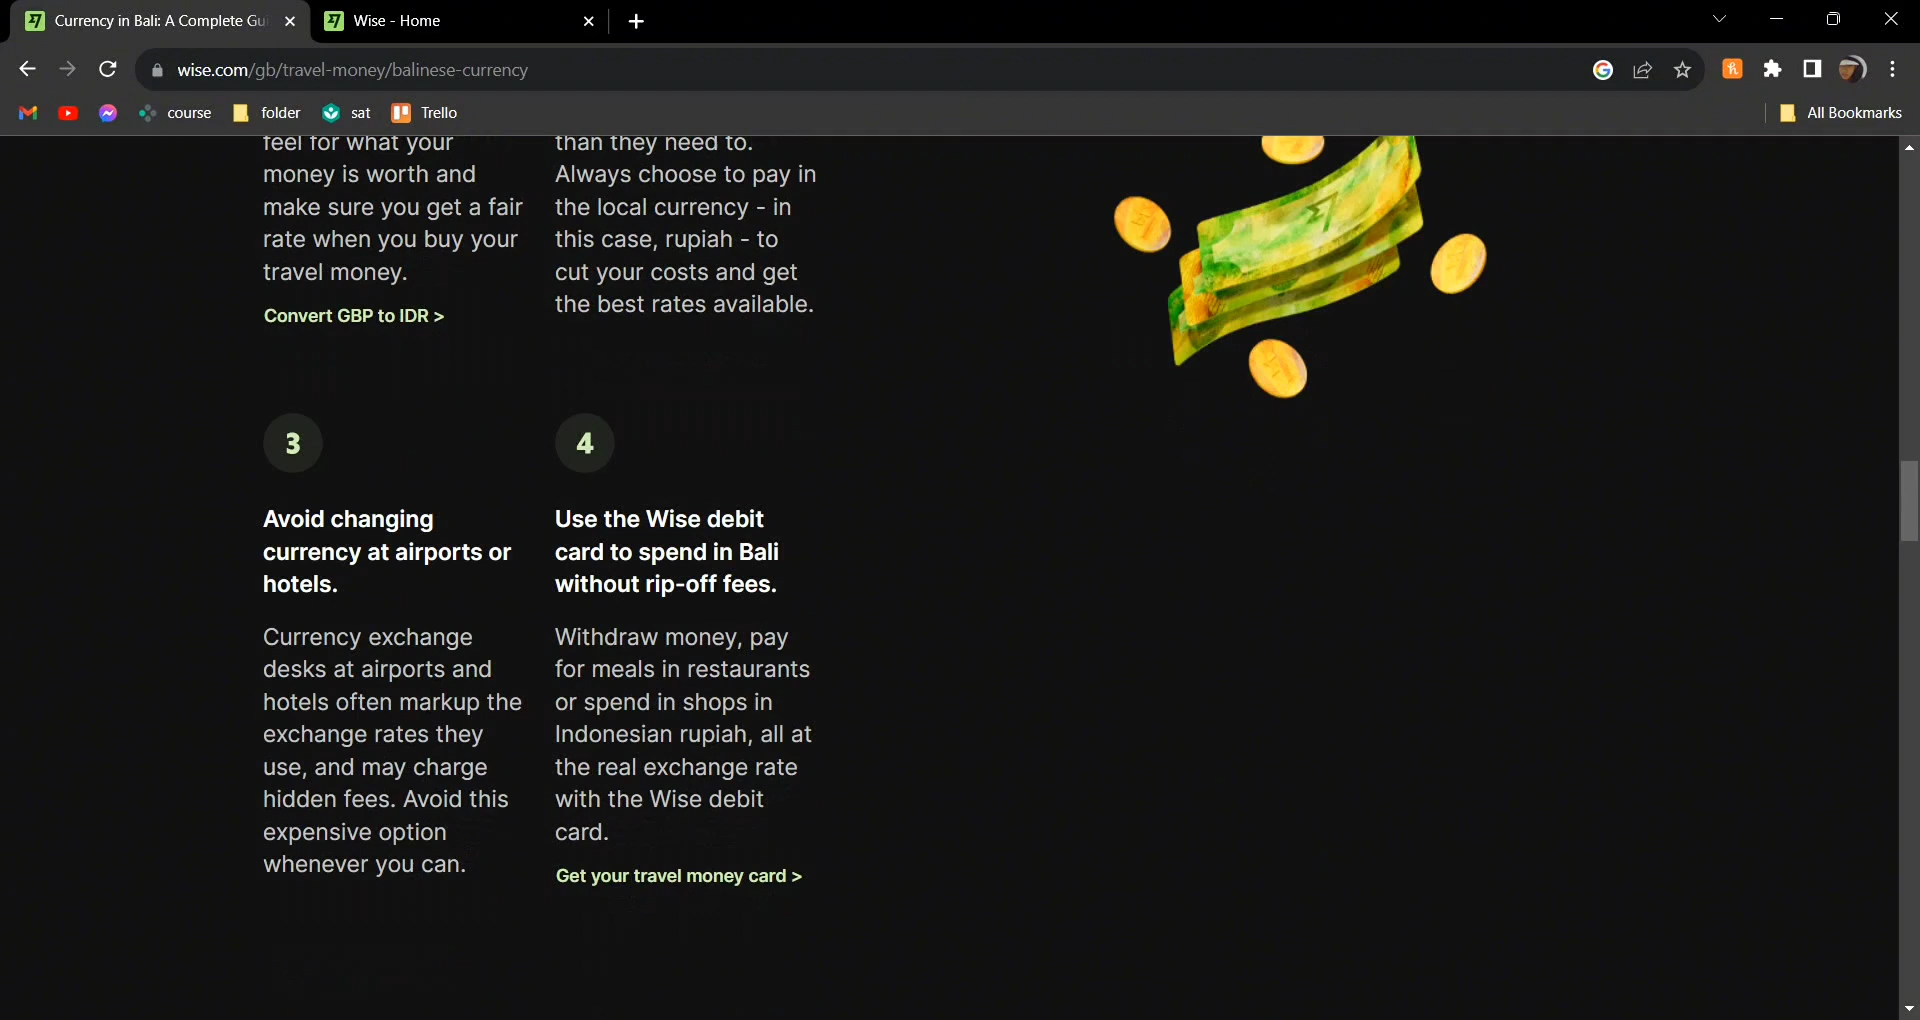 Currency in Bali: A Complete Gu
Wise - Home
wise.com/gb/travel-money/balinese-currency
course
folder
sat
Trello
All Bookmarks
feel for what your
money is worth and
make sure you get a fair
rate when you buy your
travel money.
Convert GBP to IDR >
than they need to.
Always choose to pay in
the local currency - in
this case, rupiah - to
cut your costs and get
the best rates available.
3
Avoid changing
currency at airports or
hotels.
Currency exchange
desks at airports and
hotels often markup the
exchange rates they
use, and may charge
hidden fees. Avoid this
expensive option
whenever you can.
4
Use the Wise debit
card to spend in Bali
without rip-off fees.
Withdraw money, pay
for meals in restaurants
or spend in shops in
Indonesian rupiah, all at
the real exchange rate
with the Wise debit
card.
Get your travel money card >